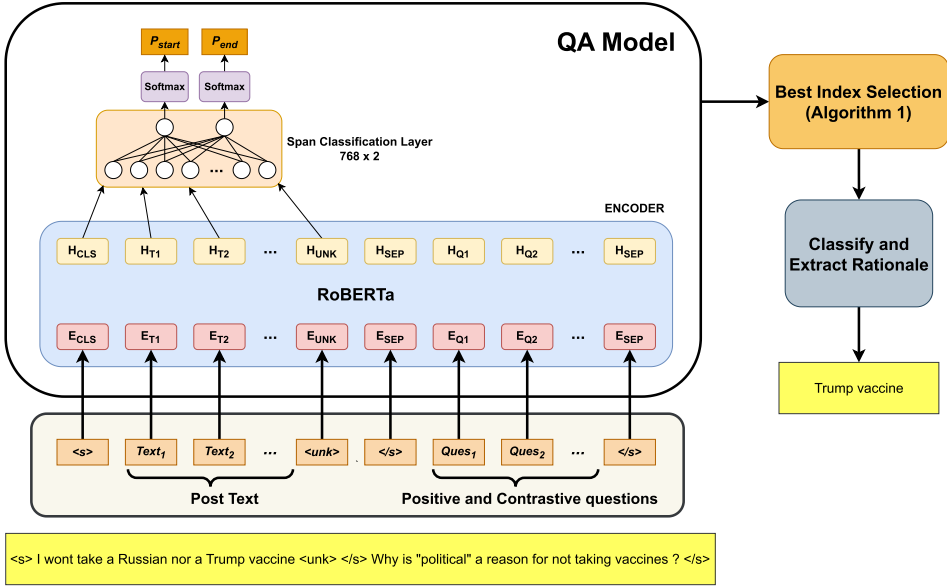 QA Model
P_start P_end
Softmax Softmax
Span Classification Layer
768 x 2
...
ENCODER
H_CLS H_T1 H_T2 ... H_UNK H_SEP H_Q1 H_Q2 ... H_SEP
RoBERTa
E_CLS E_T1 E_T2 ... E_UNK E_SEP E_Q1 E_Q2 ... E_SEP
<s> Text_1 Text_2 ... <unk> . </s> Ques_1 Ques_2 ... </s>
Post Text Positive and Contrastive questions
<s> I wont take a Russian nor a Trump vaccine <unk> </s> Why is "political" a reason for not taking vaccines ? </s>
Best Index Selection
(Algorithm 1)
Classify and
Extract Rationale
Trump vaccine